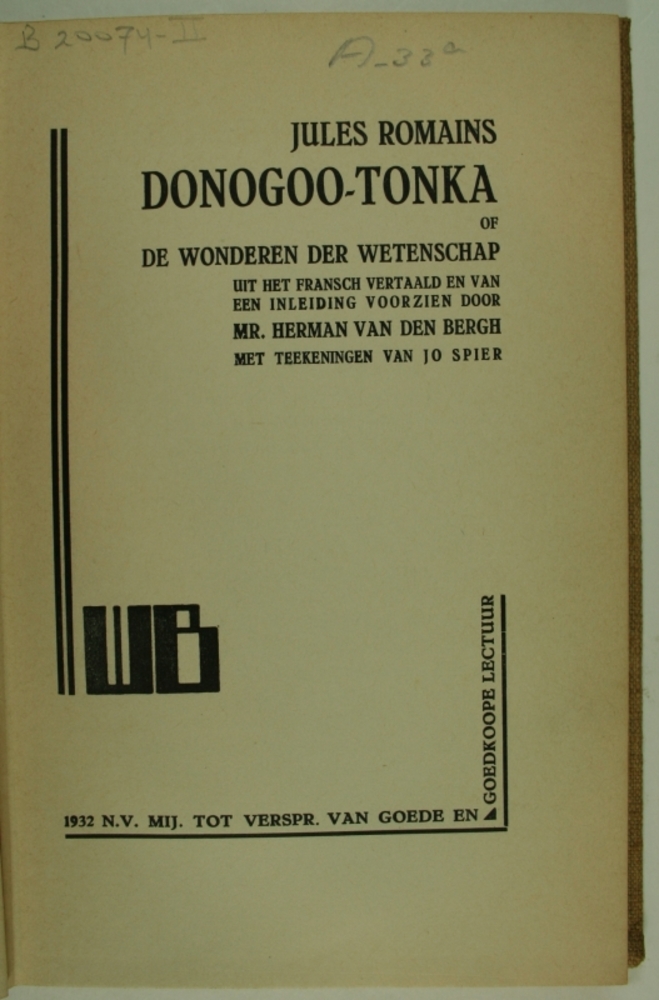 B 20074-II
A-33a
JULES ROMAINS
DONOGOO-TONKA
OF
DE WONDEREN DER WETENSCHAP
UIT HET FRANSCH VERTAALD EN VAN
EEN INLEIDING VOORZIEN DOOR
MR. HERMAN VAN DEN BERGH
MET TEEKENINGEN VAN JO SPIER
WB
1932 N.V. MIJ. TOT VERSPR. VAN GOEDE EN
GOEDKOOPE LECTUUR